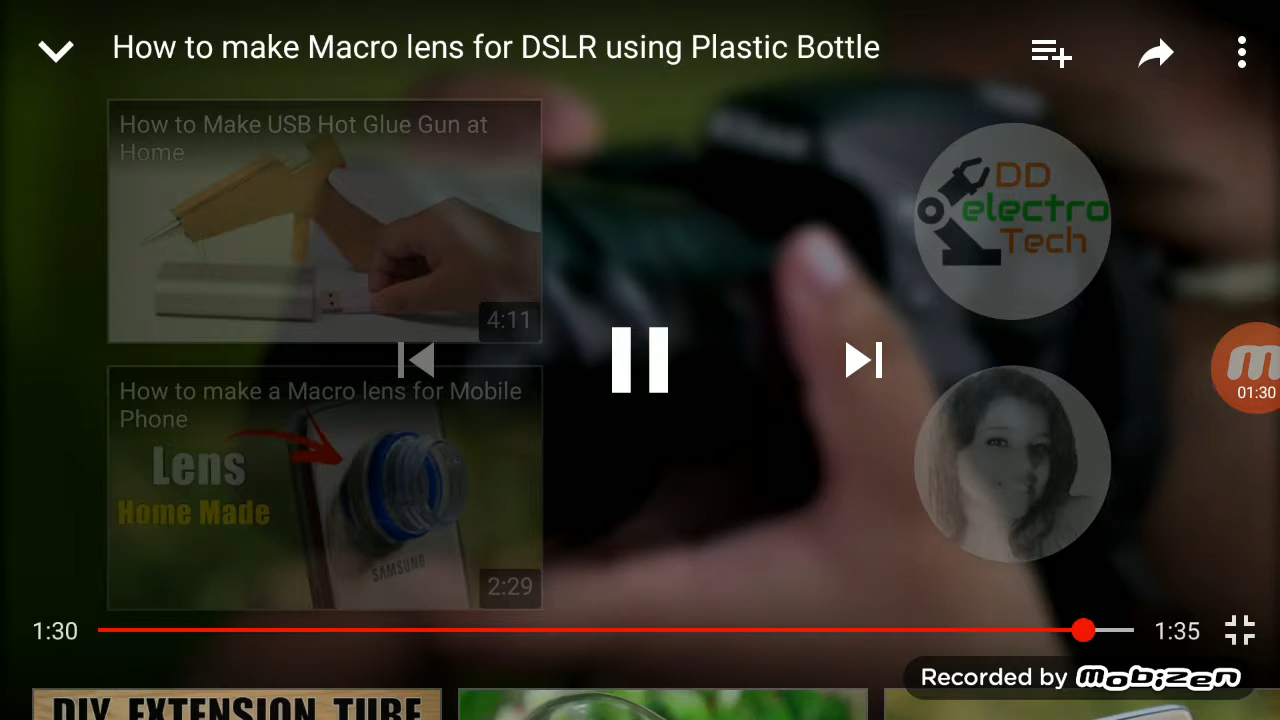 How to make Macro lens for DSLR using Plastic Bottle
How to Make USB Hot Glue Gun at
Home
4:11
DD
electro
Tech
How to make a Macro lens for Mobile
Phone
Lens
Home Made
SAMSUNG
2:29
01:30
1:30
1:35
Recorded by Mobizen
DIY EXTENSION TUBE